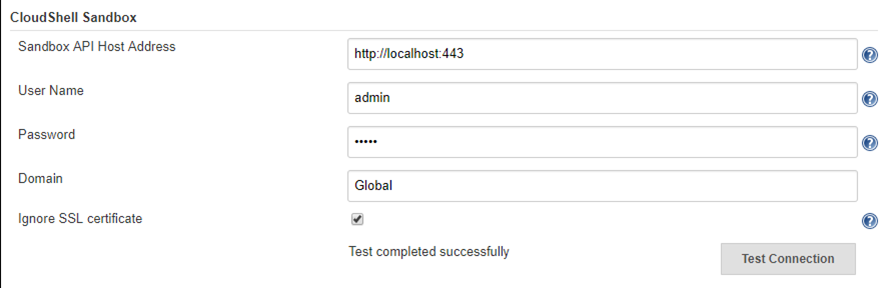 CloudShell Sandbox
Sandbox API Host Address
http://localhost:443
User Name
admin
Password
•••••
Domain
Global
Ignore SSL certificate
Test completed successfully
Test Connection